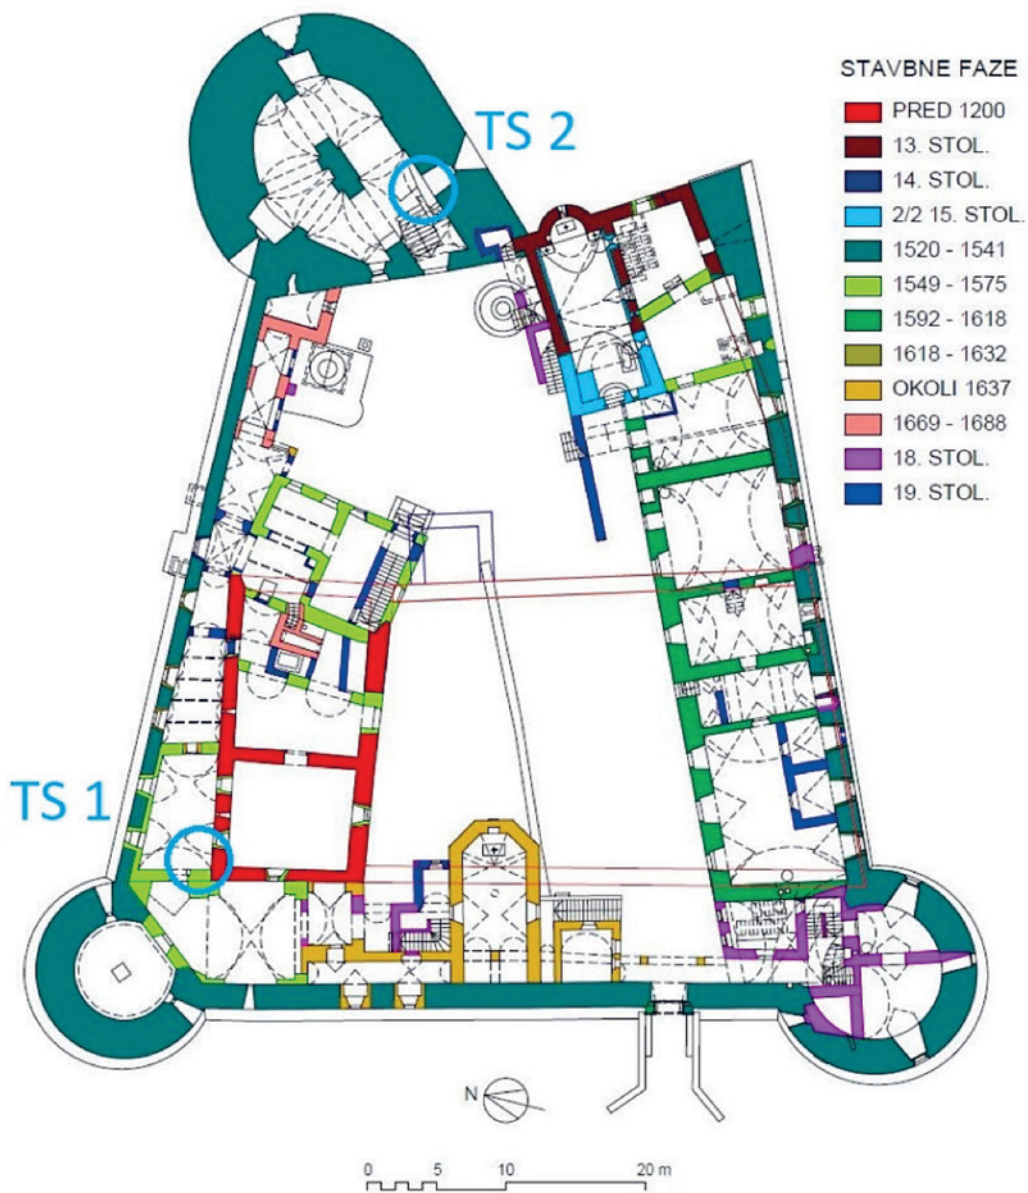 TS 2
STAVBNE FAZE
PRED 1200
13. STOL.
14. STOL.
2/2 15. STOL.
1520 - 1541
1549 - 1575
1592 - 1618
1618 - 1632
OKOLI 1637
1669 - 1688
18. STOL.
19. STOL.
TS 1
N
0 5 10 20 m